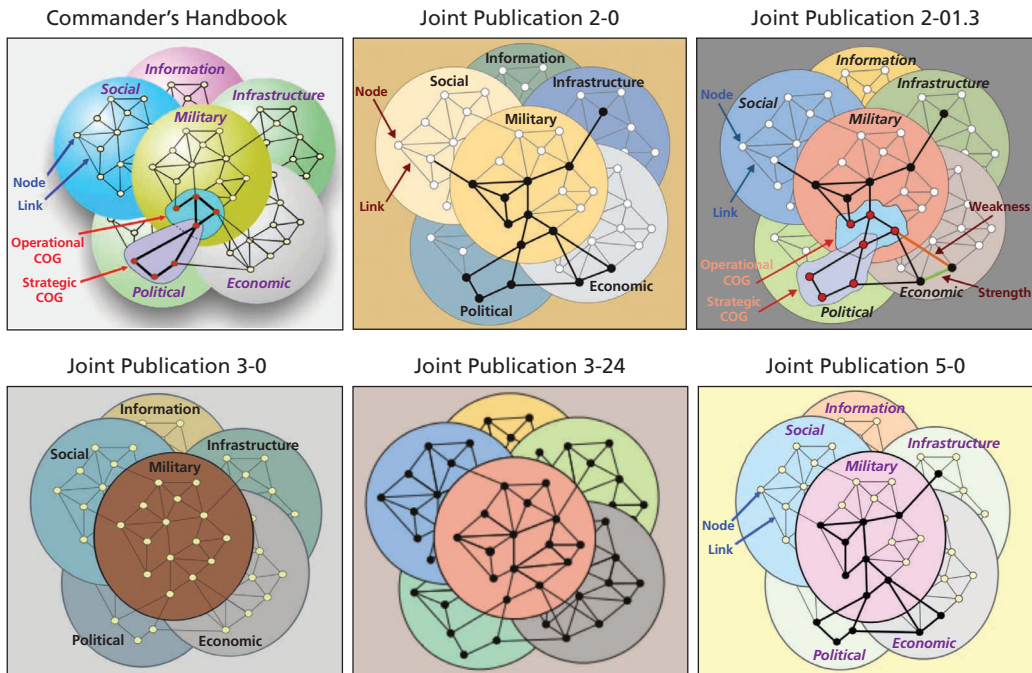 Commander's Handbook
Information
Social
Infrastructure
Military
Node
Link
Operational
COG
Strategic
COG
Political
Economic
Joint Publication 2-0
Information
Social
Infrastructure
Node
Military
Link
Economic
Political
Joint Publication 2-01.3
Information
Infrastructure
Node
Social
Military
Link
Weakness
Operational
COG
Strategic
COG
Economic
Strength
Political
Joint Publication 3-0
Information
Social
Infrastructure
Military
Political
Economic
Joint Publication 3-24
Joint Publication 5-0
Information
Social
Infrastructure
Military
Node
Link
Economic
Political